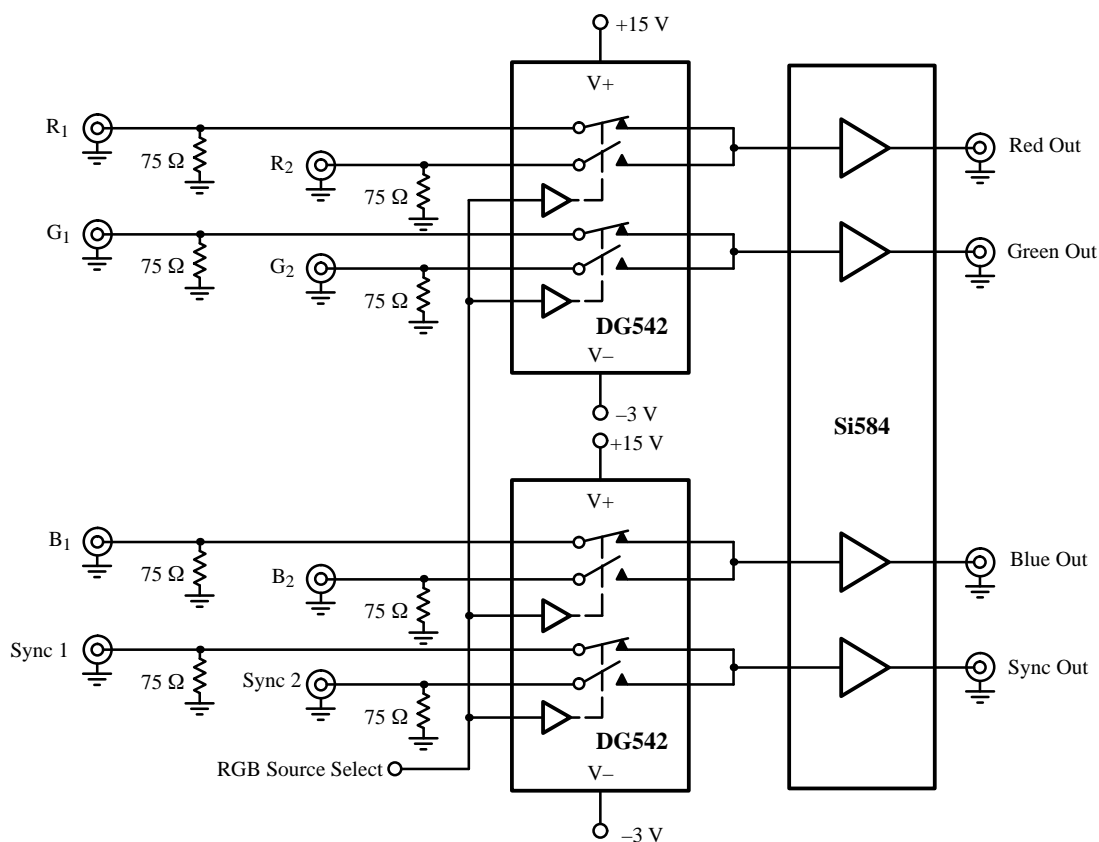 +15 V
V+
R1
75 Ω
R2
75 Ω
Red Out
G1
75 Ω
G2
75 Ω
Green Out
DG542
V–
–3 V
Si584
+15 V
V+
B1
75 Ω
B2
75 Ω
Blue Out
Sync 1
75 Ω
Sync 2
75 Ω
Sync Out
DG542
RGB Source Select
V–
–3 V